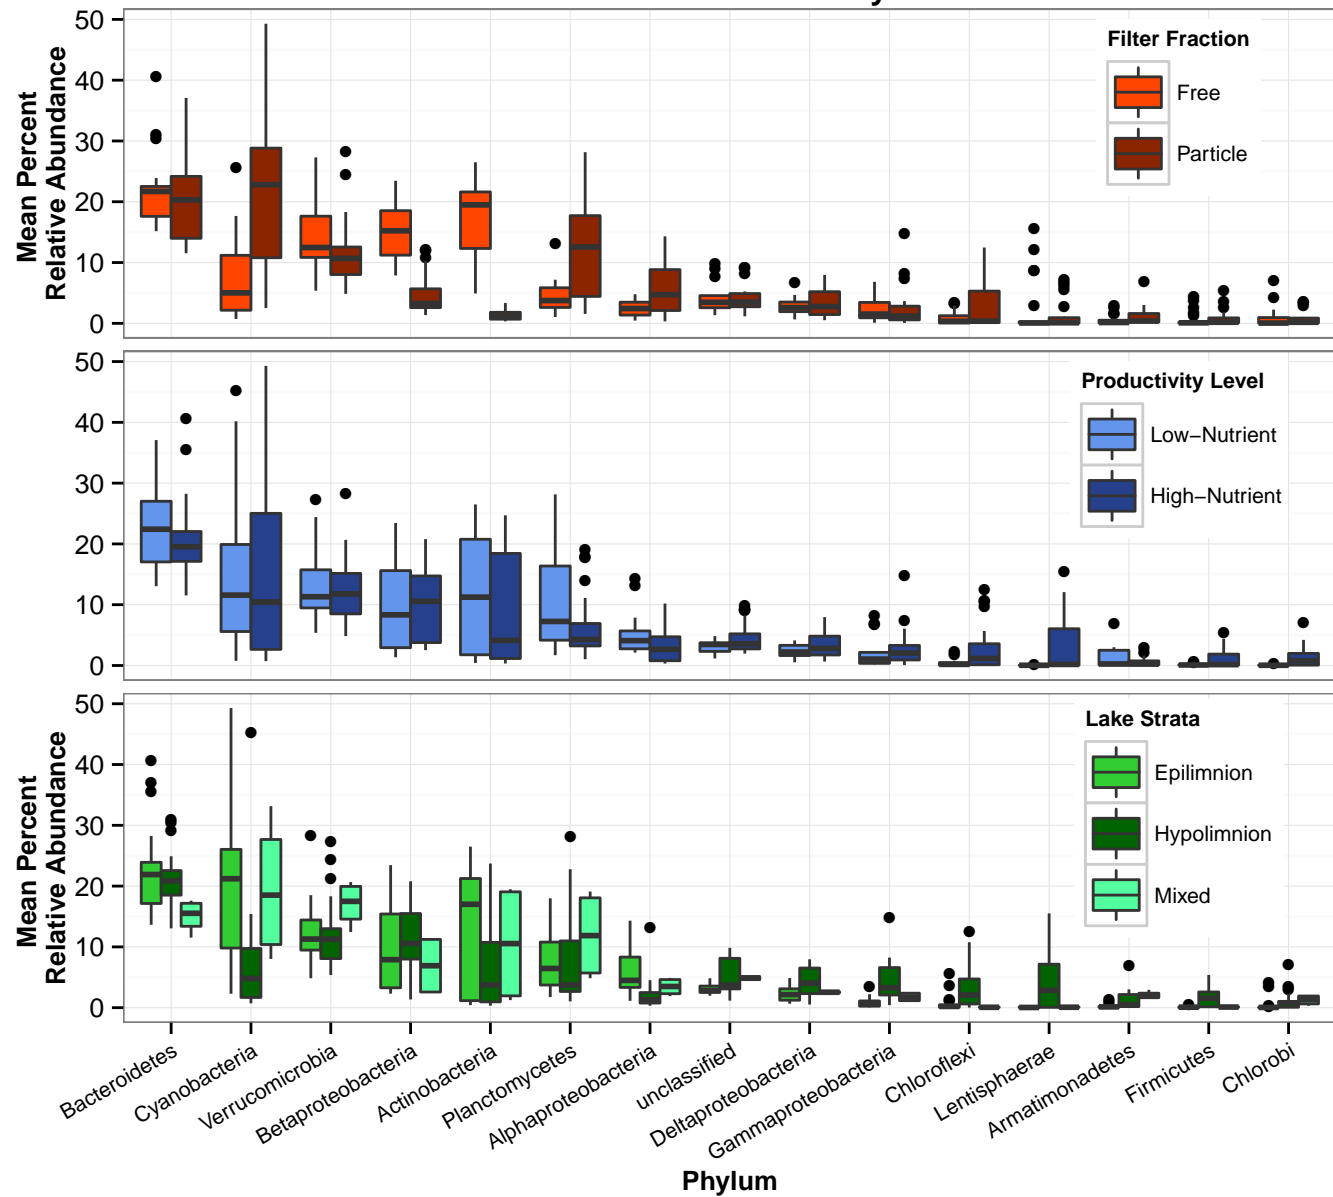 50
40
30
20
10
0
Mean Percent
Relative Abundance
Filter Fraction
Free
Particle
50
40
30
20
10
0
Productivity Level
Low−Nutrient
High−Nutrient
50
40
30
20
10
0
Mean Percent
Relative Abundance
Lake Strata
Epilimnion
Hypolimnion
Mixed
Bacteroidetes
Cyanobacteria
Verrucomicrobia
Betaproteobacteria
Actinobacteria
Planctomycetes
Alphaproteobacteria
unclassified
Deltaproteobacteria
Gammaproteobacteria
Chloroflexi
Lentisphaerae
Armatimonadetes
Firmicutes
Chlorobi
Phylum